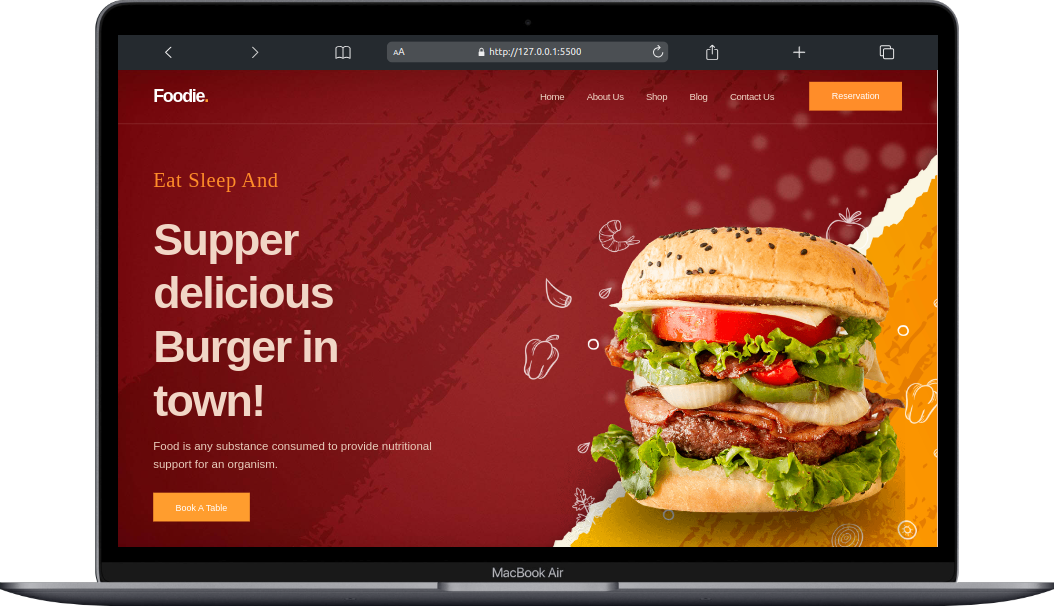 AA
http://127.0.0.1:5500
Foodie.
Home About Us Shop Blog Contact Us Reservation
Eat Sleep And
Supper
delicious
Burger in
town!
Food is any substance consumed to provide nutritional
support for an organism.
Book A Table
MacBook Air